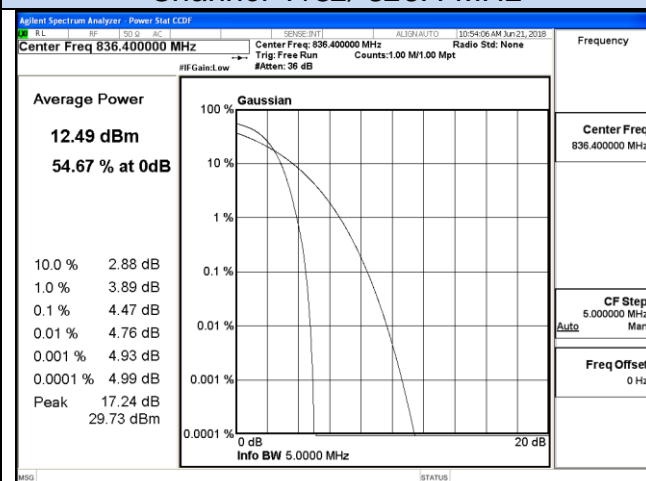 Agilent Spectrum Analyzer - Power Stat CCDF
RL RF 50 Ω AC SENSE:INT ALIGNAUTO 10:54:06 AM Jun 21, 2018
Center Freq 836.400000 MHz
Center Freq: 836.400000 MHz Radio Std: None
Trig: Free Run Counts:1.00 M/1.00 Mpt
#IFGain:Low #Atten: 36 dB
Frequency
Average Power
12.49 dBm
54.67 % at 0dB
10.0 % 2.88 dB
1.0 % 3.89 dB
0.1 % 4.47 dB
0.01 % 4.76 dB
0.001 % 4.93 dB
0.0001 % 4.99 dB
Peak 17.24 dB
29.73 dBm
Gaussian
100 %
10 %
1 %
0.1 %
0.01 %
0.001 %
0.0001 %
0 dB 20 dB
Info BW 5.0000 MHz
Center Freq
836.400000 MHz
CF Step
5.000000 MHz
Auto Man
Freq Offset
0 Hz
MSG STATUS